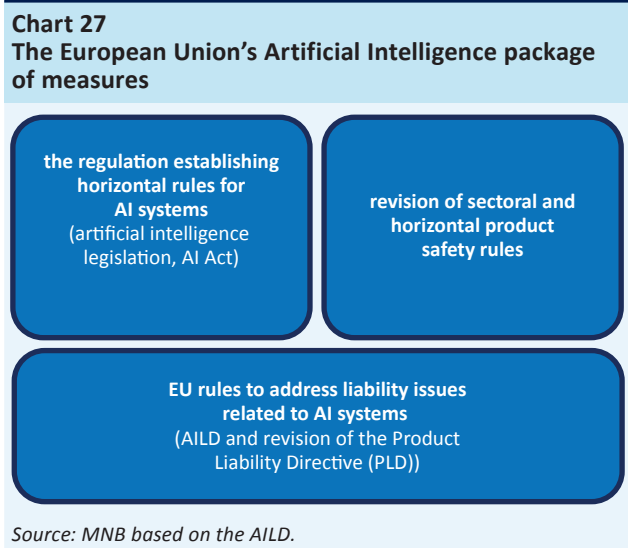 Chart 27
The European Union's Artificial Intelligence package
of measures
the regulation establishing
horizontal rules for
AI systems
(artificial intelligence
legislation, AI Act)
revision of sectoral and
horizontal product
safety rules
EU rules to address liability issues
related to AI systems
(AILD and revision of the Product
Liability Directive (PLD))
Source: MNB based on the AILD.